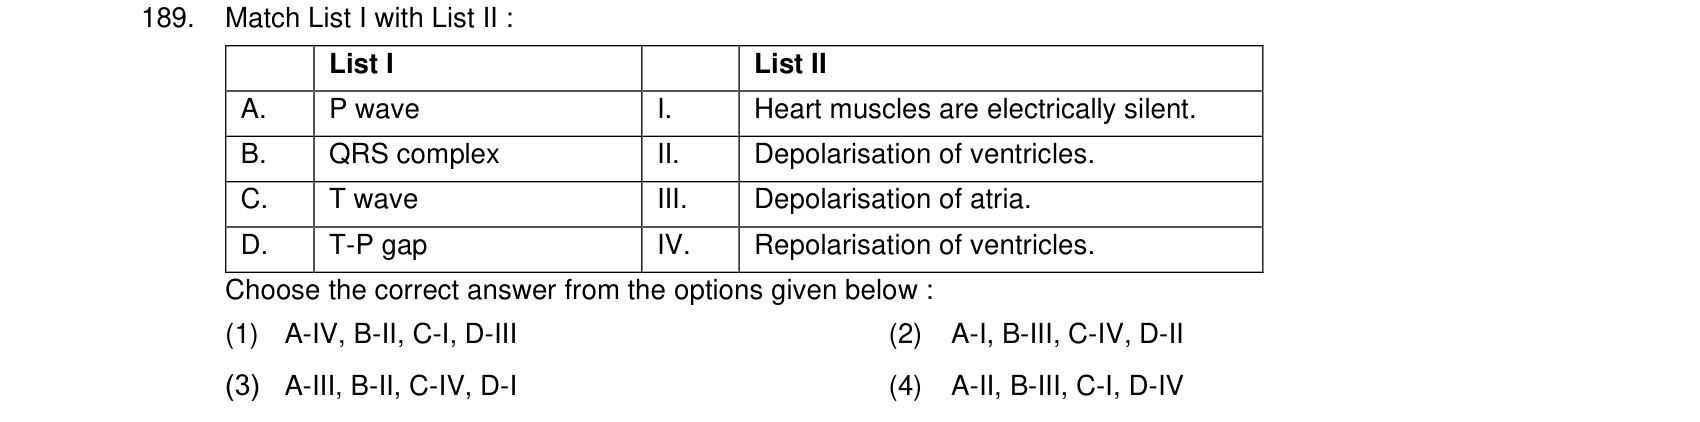 189. Match List I with List II :
List I List II
A. P wave I. Heart muscles are electrically silent.
B. QRS complex II. Depolarisation of ventricles.
C. T wave III. Depolarisation of atria.
D. T-P gap IV. Repolarisation of ventricles.
Choose the correct answer from the options given below :
(1) A-IV, B-II, C-I, D-III (2) A-I, B-III, C-IV, D-II
(3) A-III, B-II, C-IV, D-I (4) A-II, B-III, C-I, D-IV